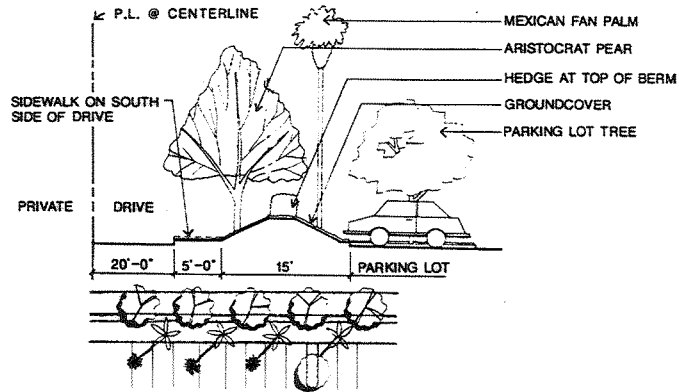 P.L. @ CENTERLINE
MEXICAN FAN PALM
ARISTOCRAT PEAR
HEDGE AT TOP OF BERM
GROUNDCOVER
PARKING LOT TREE
SIDEWALK ON SOUTH
SIDE OF DRIVE
PRIVATE DRIVE
20'-0" 5'-0" 15' PARKING LOT